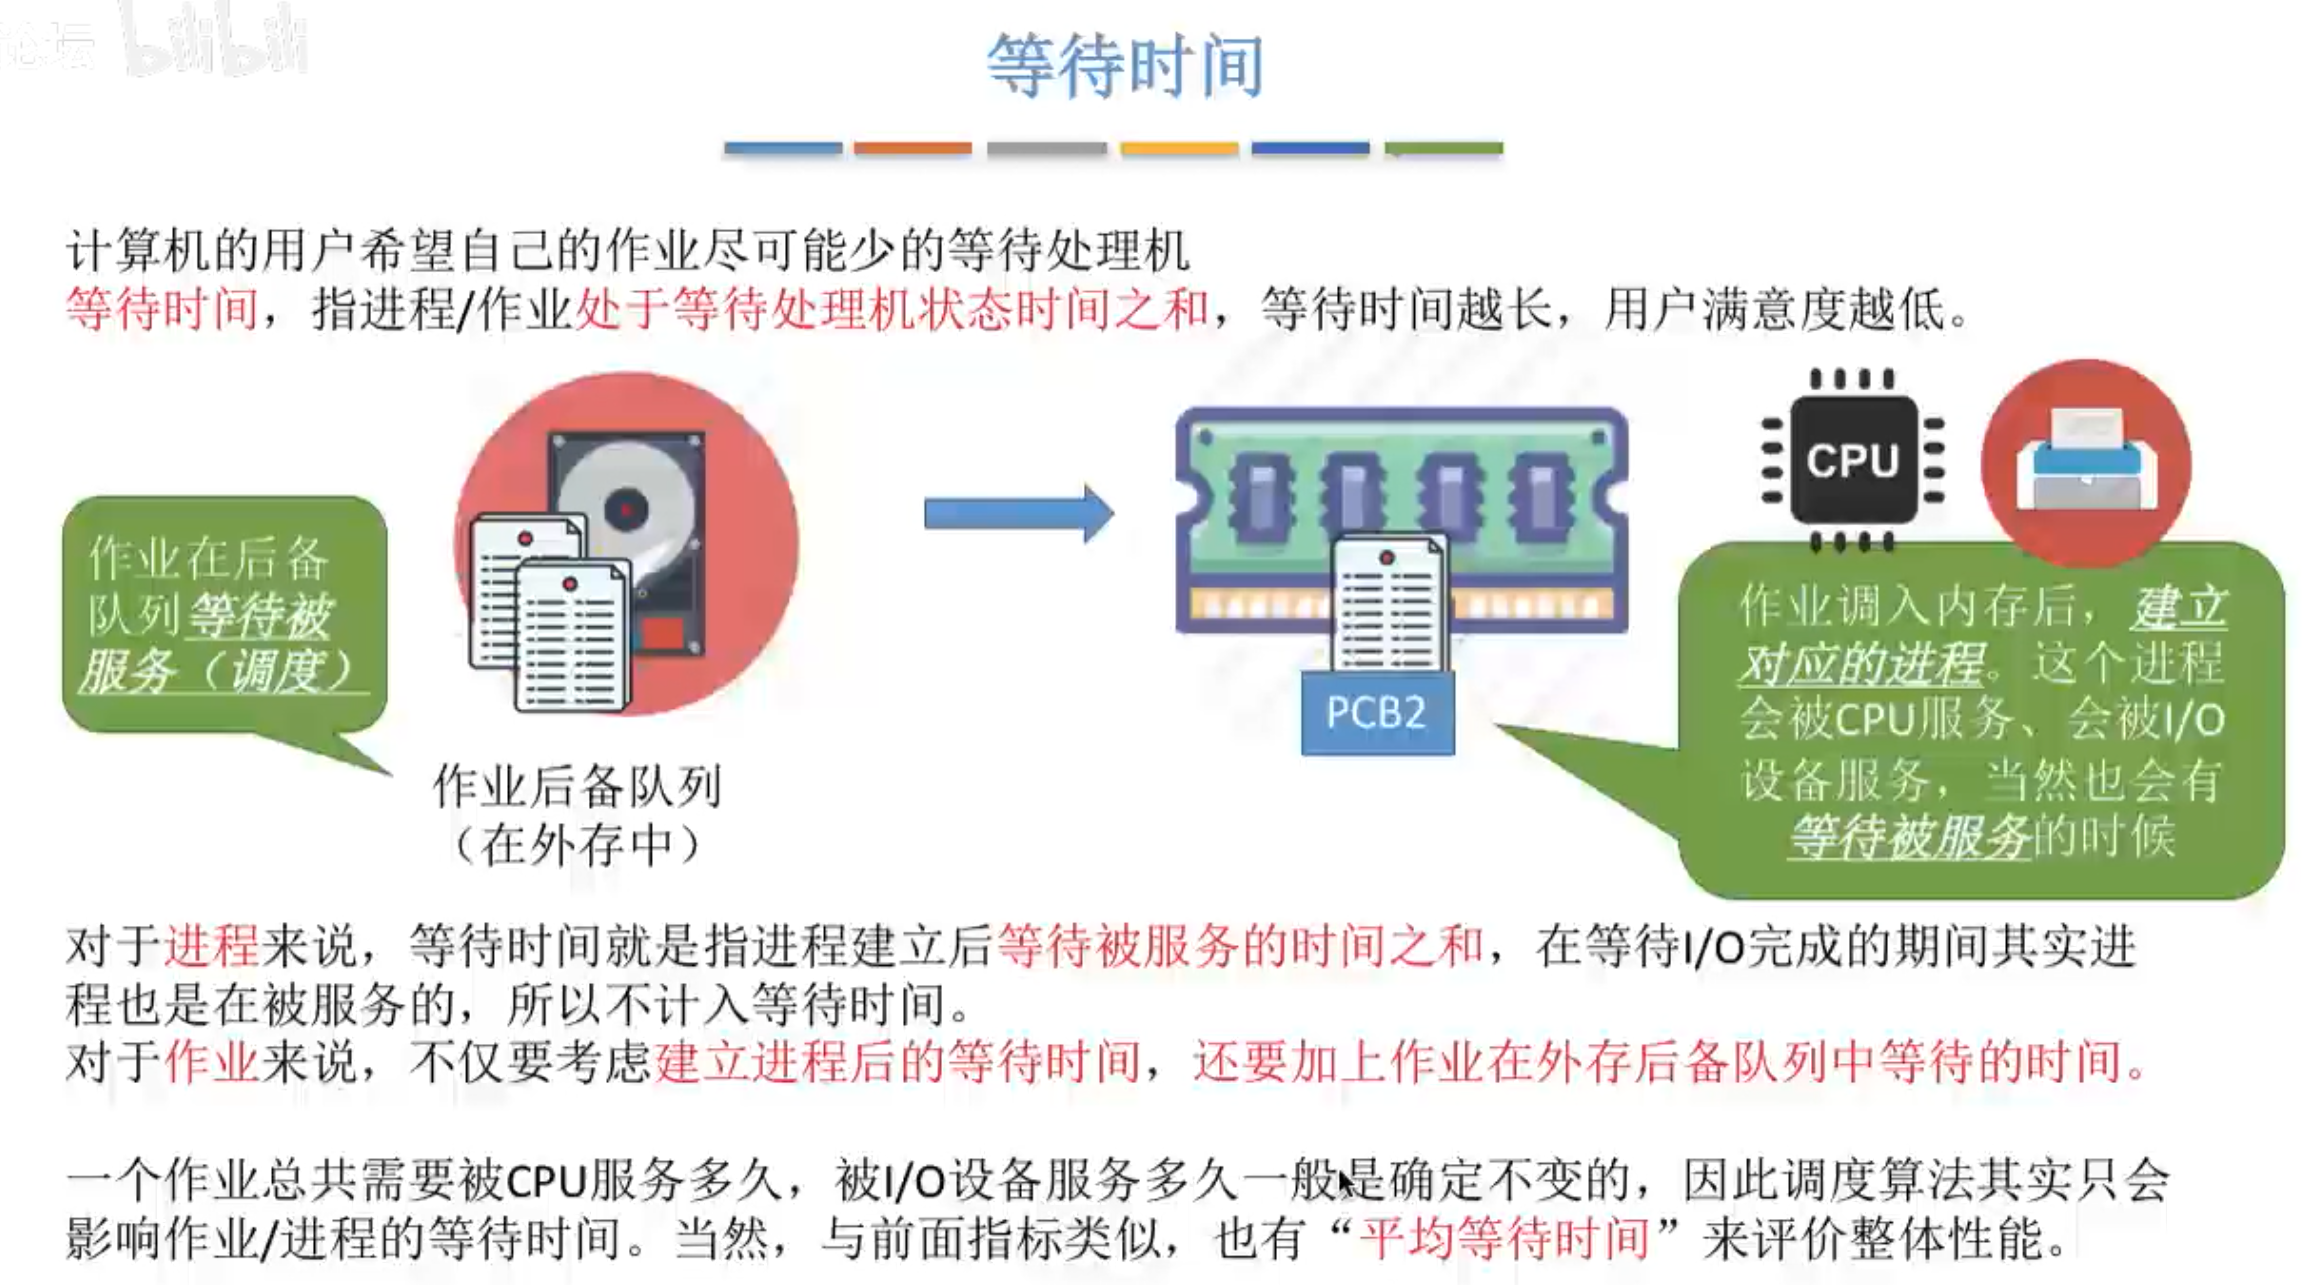 论坛 bilibili
等待时间
计算机的用户希望自己的作业尽可能少的等待处理机
等待时间，指进程/作业处于等待处理机状态时间之和，等待时间越长，用户满意度越低。
作业在后备
队列等待被
服务（调度）
作业后备队列
（在外存中）
PCB2
CPU
作业调入内存后，建立
对应的进程。这个进程
会被CPU服务、会被I/O
设备服务，当然也会有
等待被服务的时候
对于进程来说，等待时间就是指进程建立后等待被服务的时间之和，在等待I/O完成的期间其实进
程也是在被服务的，所以不计入等待时间。
对于作业来说，不仅要考虑建立进程后的等待时间，还要加上作业在外存后备队列中等待的时间。
一个作业总共需要被CPU服务多久，被I/O设备服务多久一般是确定不变的，因此调度算法其实只会
影响作业/进程的等待时间。当然，与前面指标类似，也有“平均等待时间”来评价整体性能。